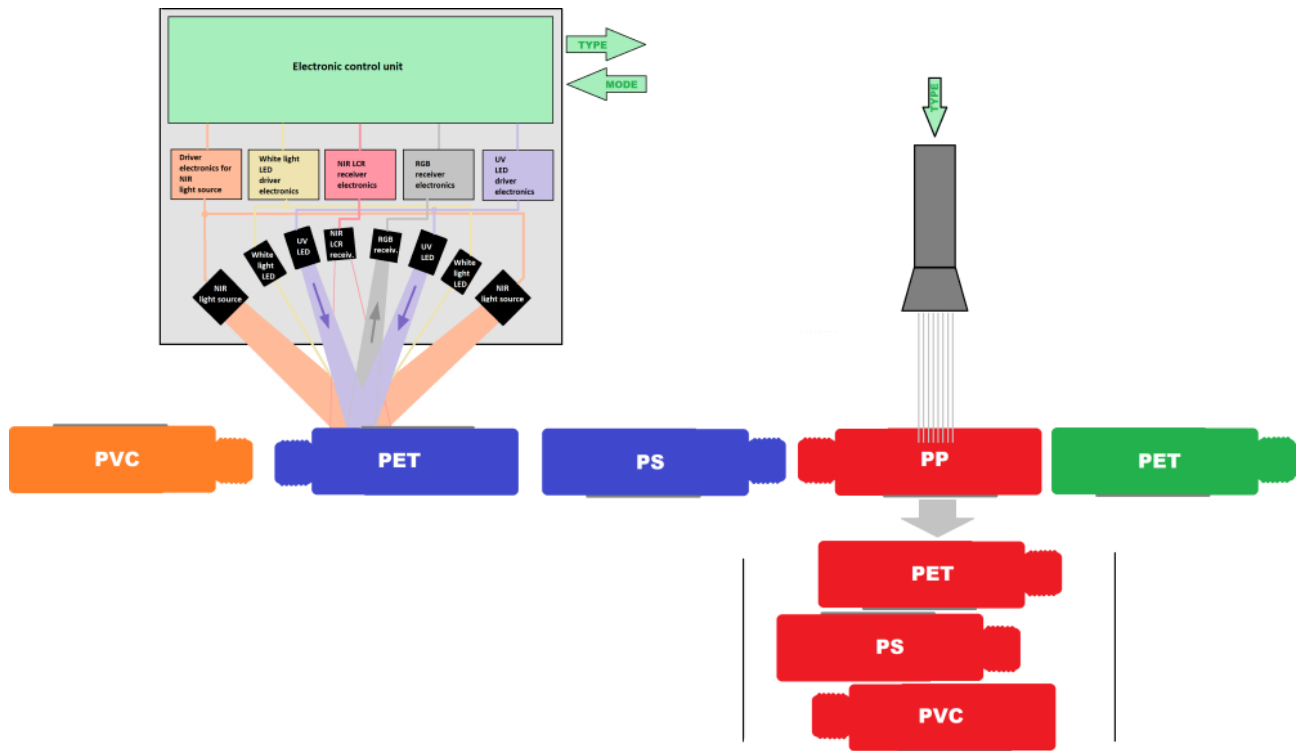 Electronic control unit
TYPE
MODE
TYPE
Driver
electronics for
NIR
light source
White light
LED
driver
electronics
NIR LCR
receiver
electronics
RGB
receiver
electronics
UV
LED
driver
electronics
NIR
light source
White
light
LED
UV
LED
NIR
LCR
receiv.
RGB
receiv.
UV
LED
White
light
LED
NIR
light source
PVC
PET
PS
PP
PET
PET
PS
PVC